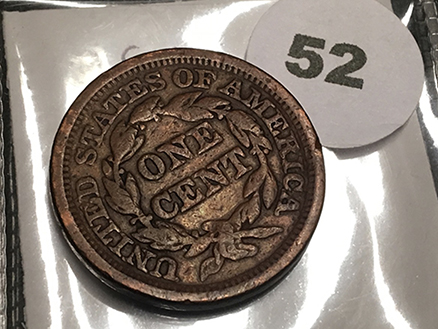 52
UNITED STATES OF AMERICA
ONE
CENT